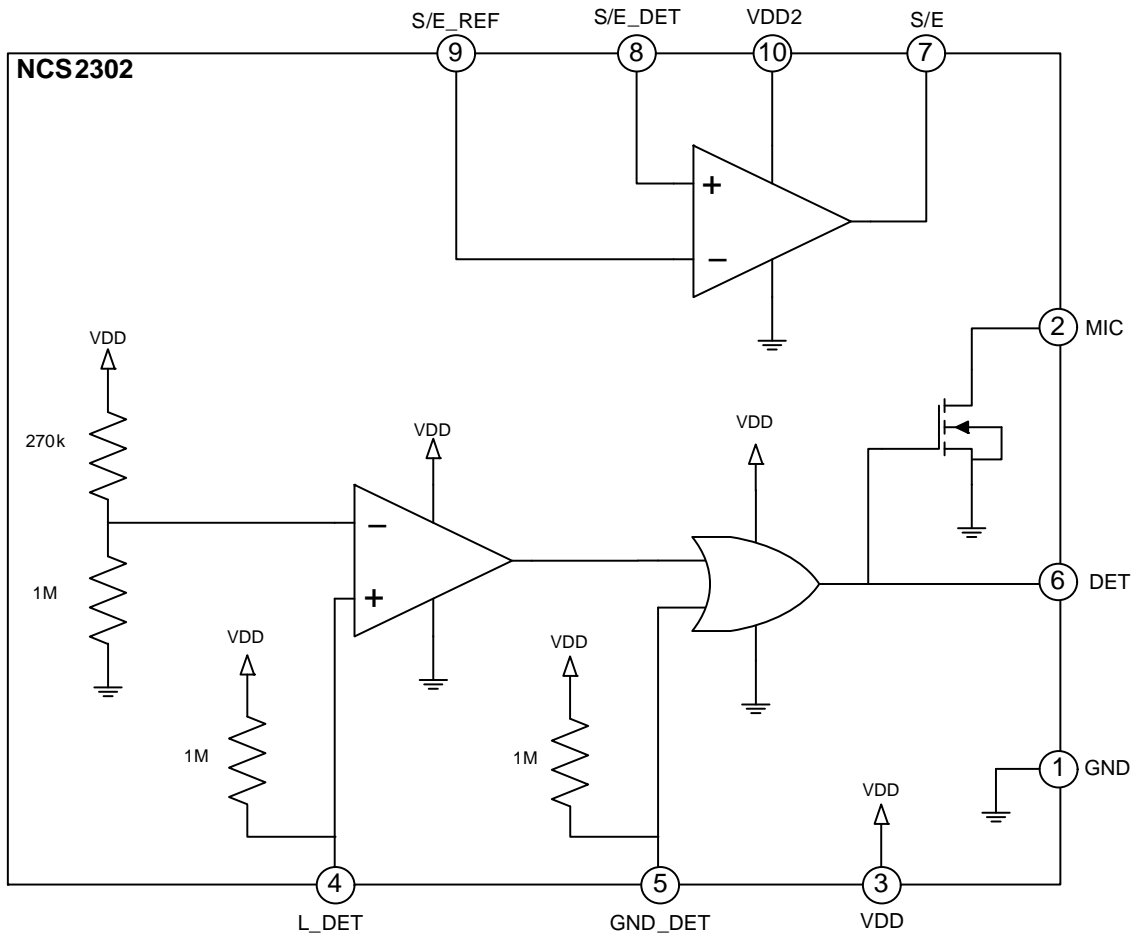 S/E_REF
S/E_DET
VDD2
S/E
9
8
10
7
NCS2302
+
−
2
MIC
VDD
270k
VDD
VDD
−
1M
+
6
DET
VDD
VDD
1M
1M
1
GND
VDD
4
5
3
L_DET
GND_DET
VDD